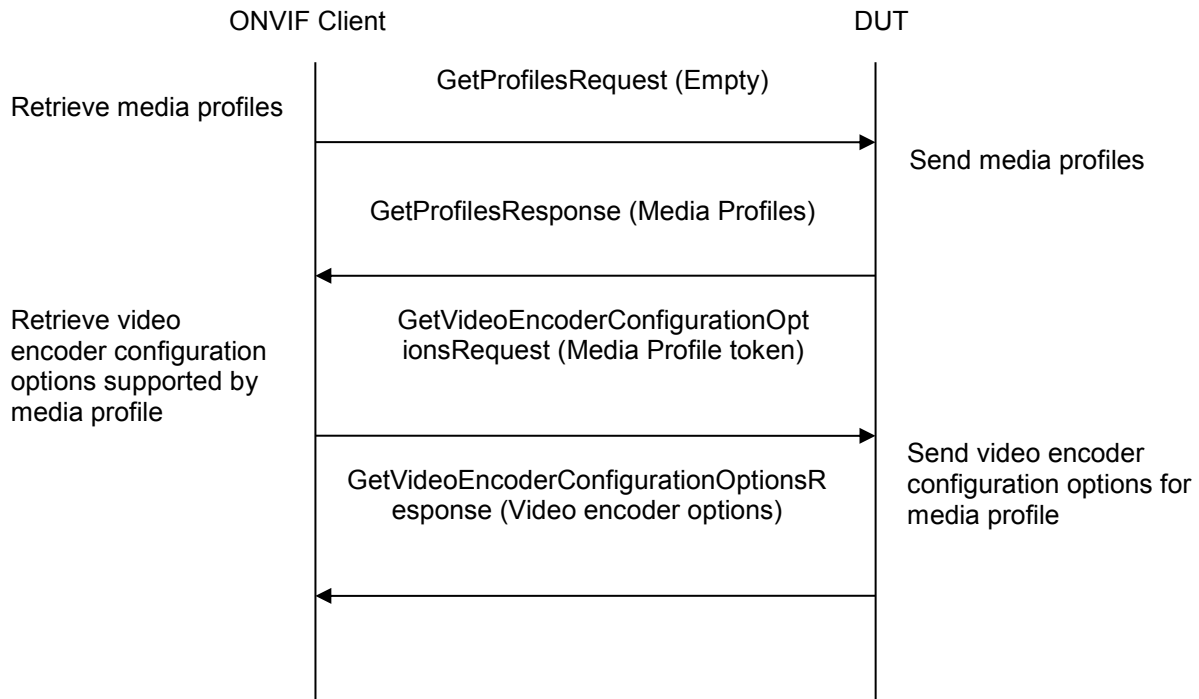 ONVIF Client
DUT
GetProfilesRequest (Empty)
Retrieve media profiles
Send media profiles
GetProfilesResponse (Media Profiles)
Retrieve video
encoder configuration
options supported by
media profile
GetVideoEncoderConfigurationOpt
ionsRequest (Media Profile token)
Send video encoder
configuration options for
media profile
GetVideoEncoderConfigurationOptionsR
esponse (Video encoder options)